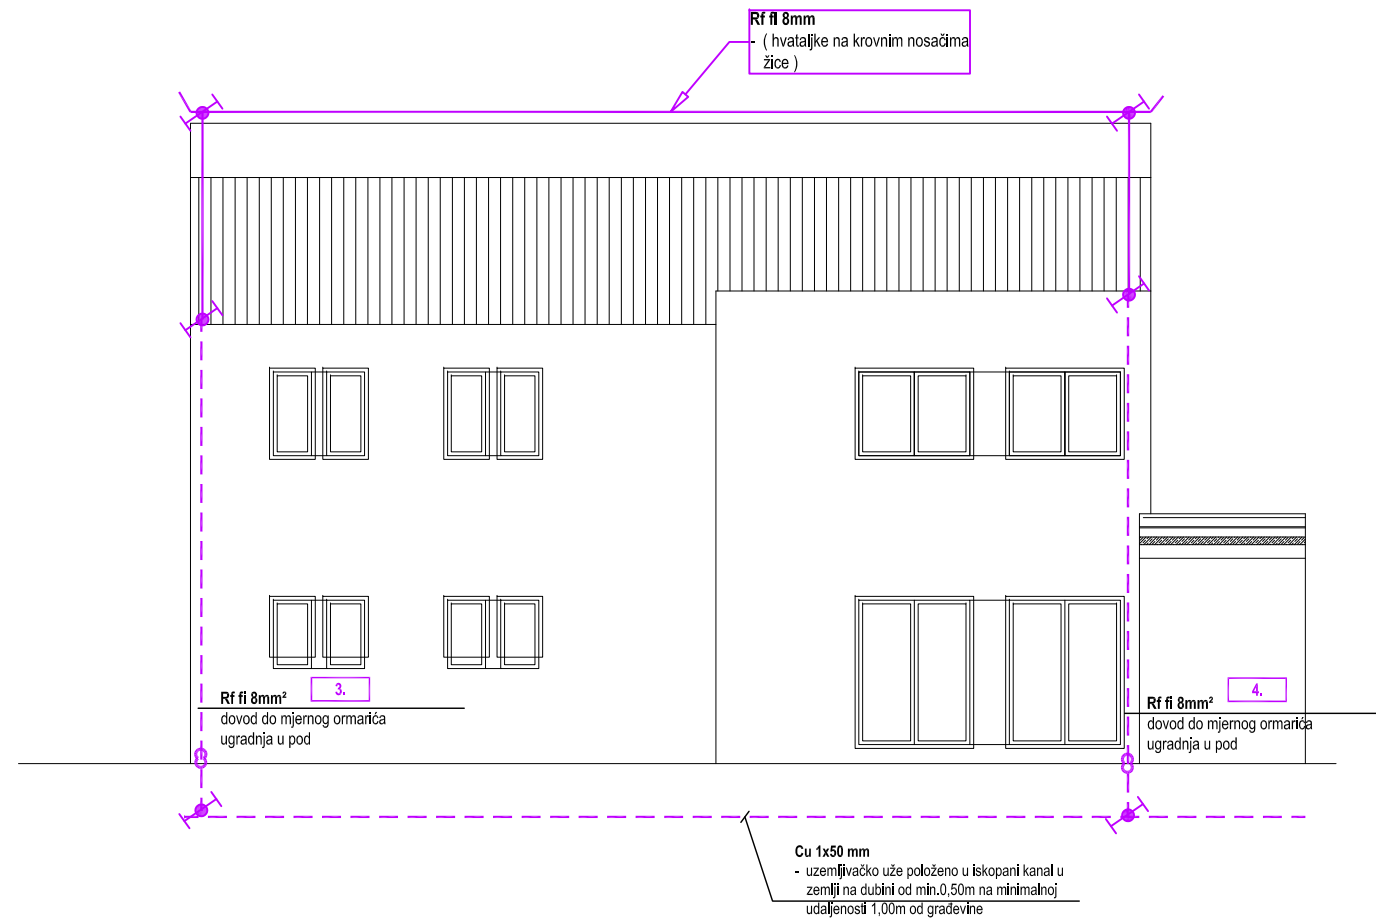 Rf fl 8mm
- ( hvataljke na krovnim nosačima
žice )
3.
Rf fi 8mm²
dovod do mjernog ormarića
ugradnja u pod
4.
Rf fi 8mm²
dovod do mjernog ormarića
ugradnja u pod
Cu 1x50 mm
- uzemljivačko uže položeno u iskopani kanal u
zemlji na dubini od min.0,50m na minimalnoj
udaljenosti 1,00m od građevine